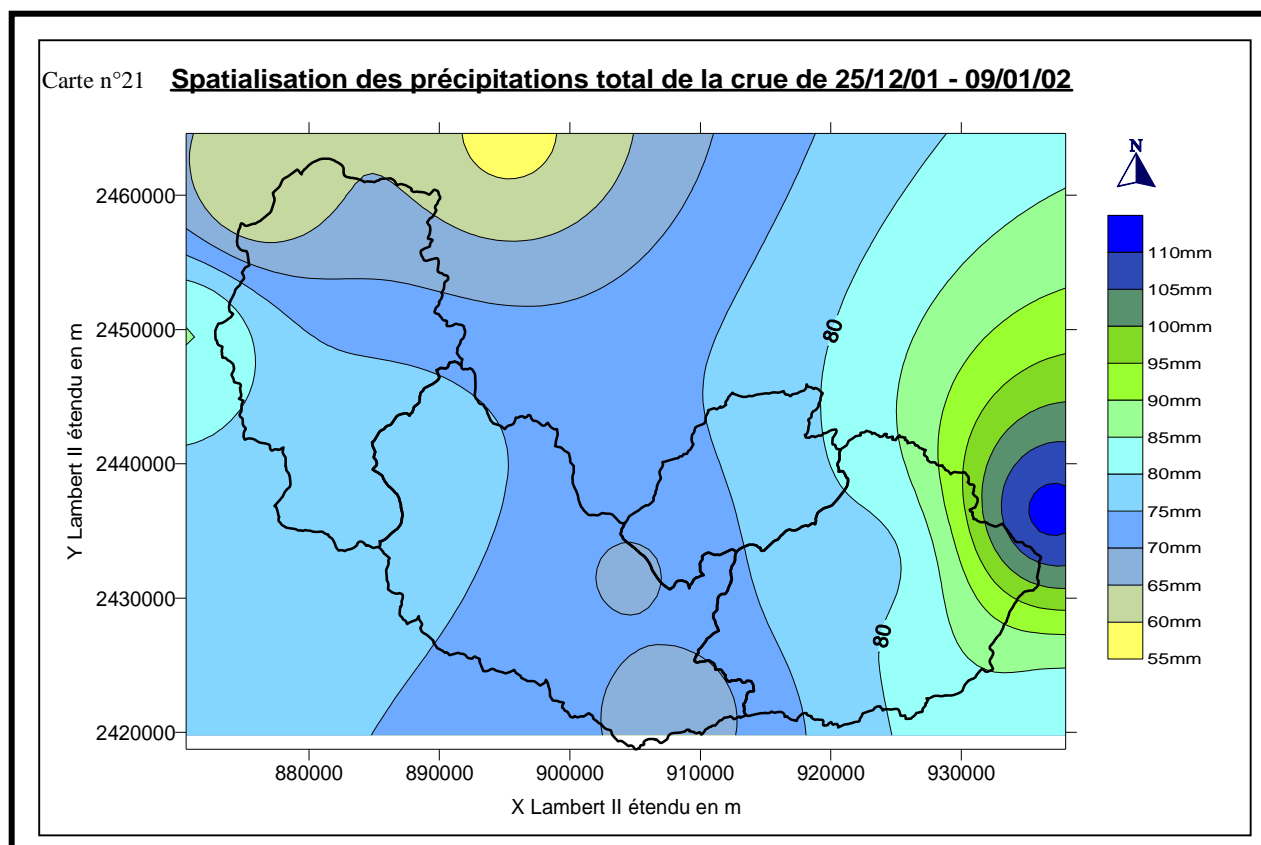 Carte n°21 Spatialisation des précipitations total de la crue de 25/12/01 - 09/01/02
N
2460000
2450000
2440000
2430000
2420000
Y Lambert II étendu en m
80
80
110mm
105mm
100mm
95mm
90mm
85mm
80mm
75mm
70mm
65mm
60mm
55mm
880000 890000 900000 910000 920000 930000
X Lambert II étendu en m